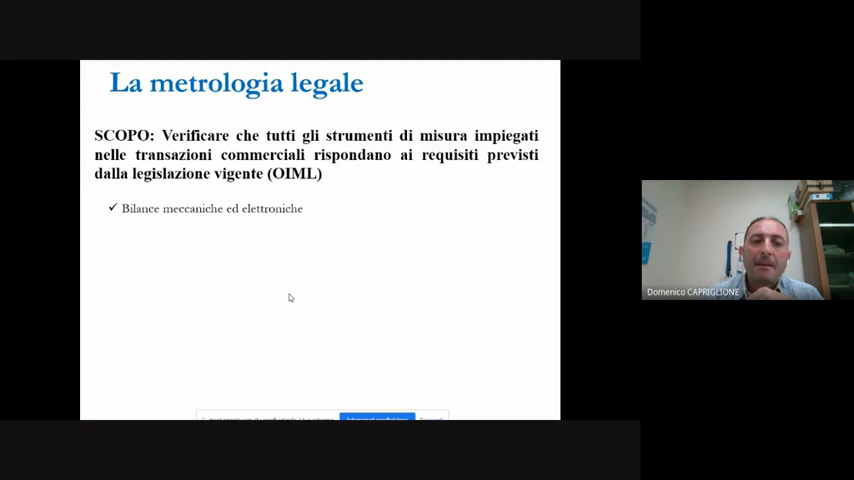 La metrologia legale
SCOPO: Verificare che tutti gli strumenti di misura impiegati
nelle transazioni commerciali rispondano ai requisiti previsti
dalla legislazione vigente (OIML)
✓ Bilance meccaniche ed elettroniche
Domenico CAPRIGLIONE